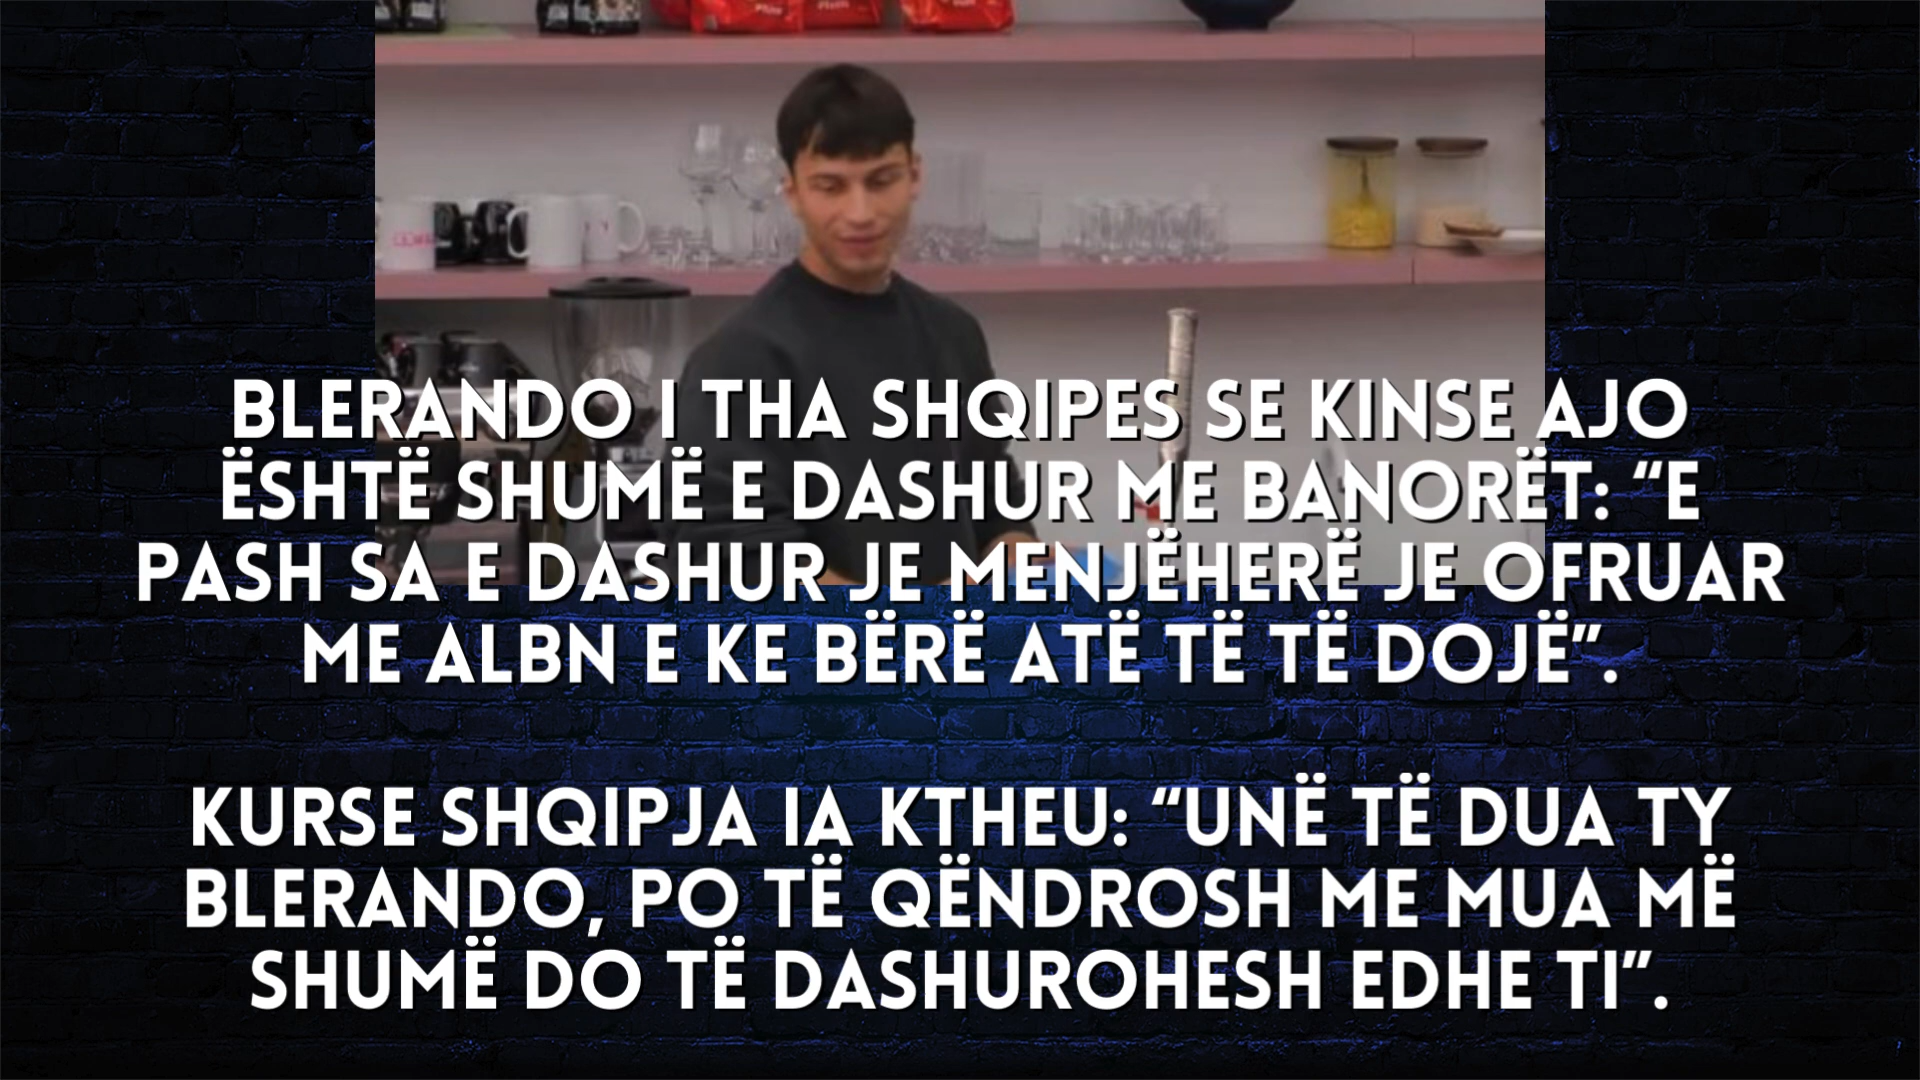 BLERANDO I THA SHQIPES SE KINSE AJO
ËSHTË SHUMË E DASHUR ME BANORËT: “E
PASH SA E DASHUR JE MENJËHERË JE OFRUAR
ME ALBN E KE BËRË ATË TË TË DOJË”.
KURSE SHQIPJA IA KTHEU: “UNË TË DUA TY
BLERANDO, PO TË QËNDROSH ME MUA MË
SHUMË DO TË DASHUROHESH EDHE TI”.